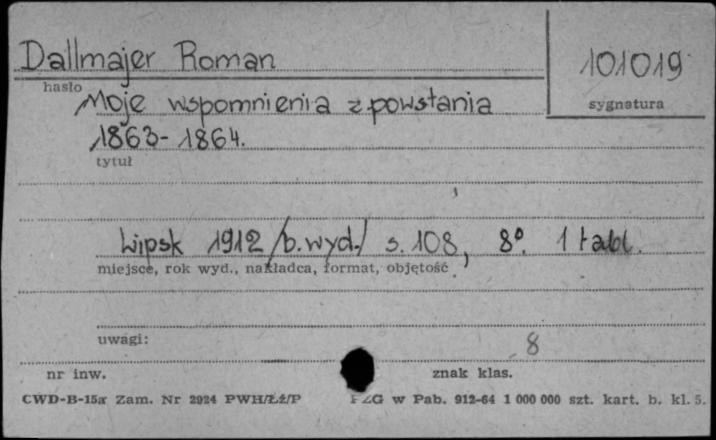 Dallmajer Roman
101019
hasło
sygnatura
Moje wspomnienia z powstania
1863-1864.
tytuł
Lipsk 1912 /b.wyd./ s. 108, 8°. 1 tabl.
miejsce, rok wyd., nakładca, format, objętość
uwagi:
8
nr inw.
znak klas.
CWD-B-15a Zam. Nr 2924 PWH/Łź/P
PZG w Pab. 912-64 1 000 000 szt. kart. b. kl. 5.